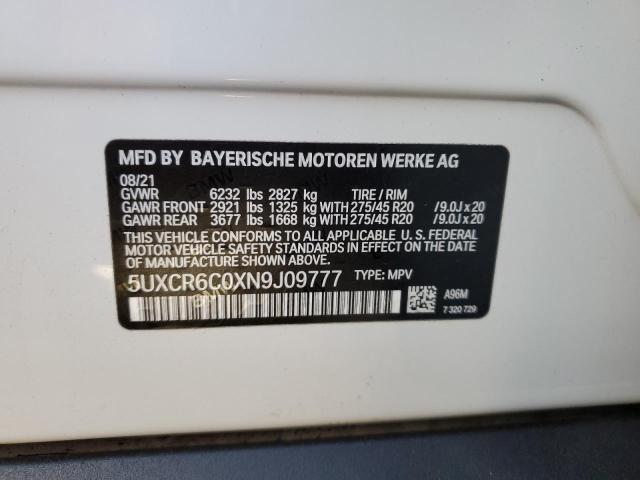 MFD BY BAYERISCHE MOTOREN WERKE AG
08/21
GVWR 6232 lbs 2827 kg TIRE / RIM
GAWR FRONT 2921 lbs 1325 kg WITH 275/45 R20 / 9.0J x 20
GAWR REAR 3677 lbs 1668 kg WITH 275/45 R20 / 9.0J x 20
THIS VEHICLE CONFORMS TO ALL APPLICABLE U. S. FEDERAL
MOTOR VEHICLE SAFETY STANDARDS IN EFFECT ON THE DATE
OF MANUFACTURE SHOWN ABOVE.
5UXCR6C0XN9J09777 TYPE: MPV
A96M
7 320 729
BMW
BMW